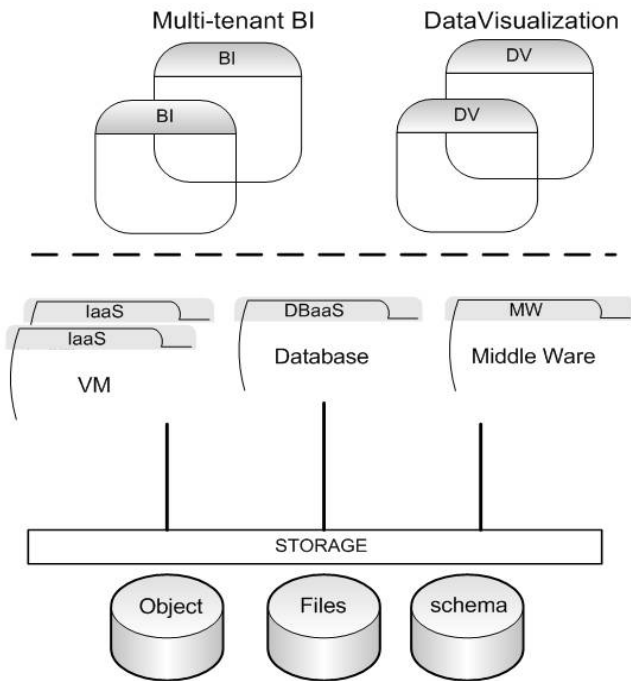 Multi-tenant BI
DataVisualization
BI
DV
BI
DV
IaaS
DBaaS
MW
IaaS
VM
Database
Middle Ware
STORAGE
Object
Files
schema